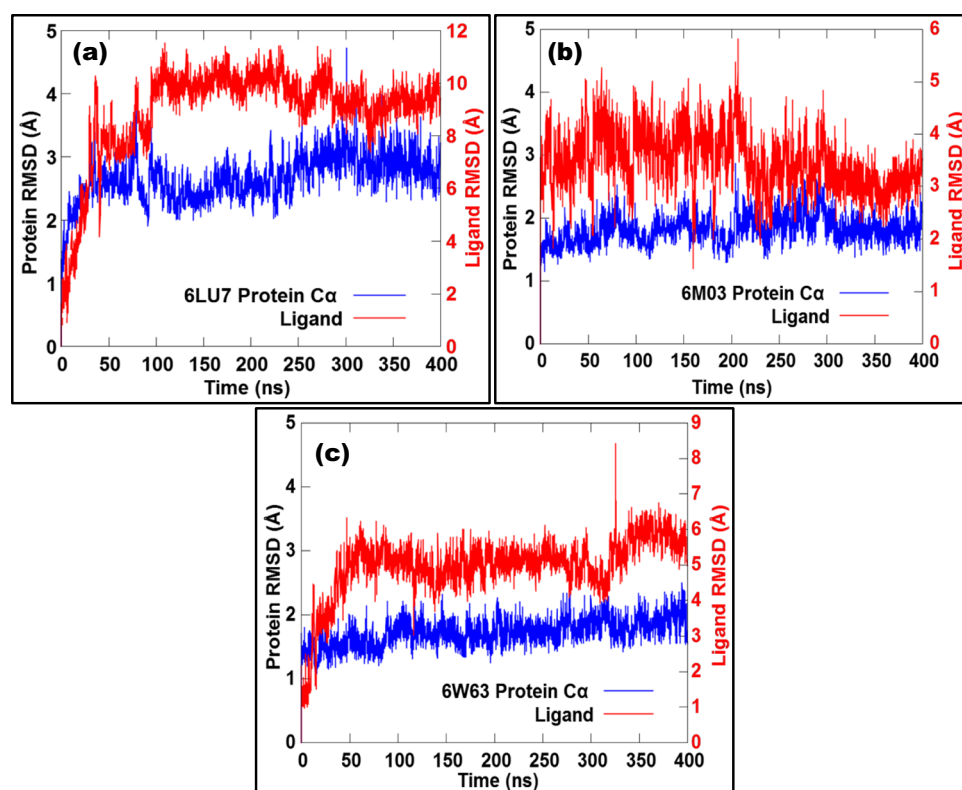 (a)
Protein RMSD (Å)
5
4
3
2
1
0
12
10
8
6
4
2
0
Ligand RMSD (Å)
6LU7 Protein Cα
Ligand
0 50 100 150 200 250 300 350 400
Time (ns)
(b)
Protein RMSD (Å)
5
4
3
2
1
0
6
5
4
3
2
1
0
Ligand RMSD (Å)
6M03 Protein Cα
Ligand
0 50 100 150 200 250 300 350 400
Time (ns)
(c)
Protein RMSD (Å)
5
4
3
2
1
0
9
8
7
6
5
4
3
2
1
0
Ligand RMSD (Å)
6W63 Protein Cα
Ligand
0 50 100 150 200 250 300 350 400
Time (ns)